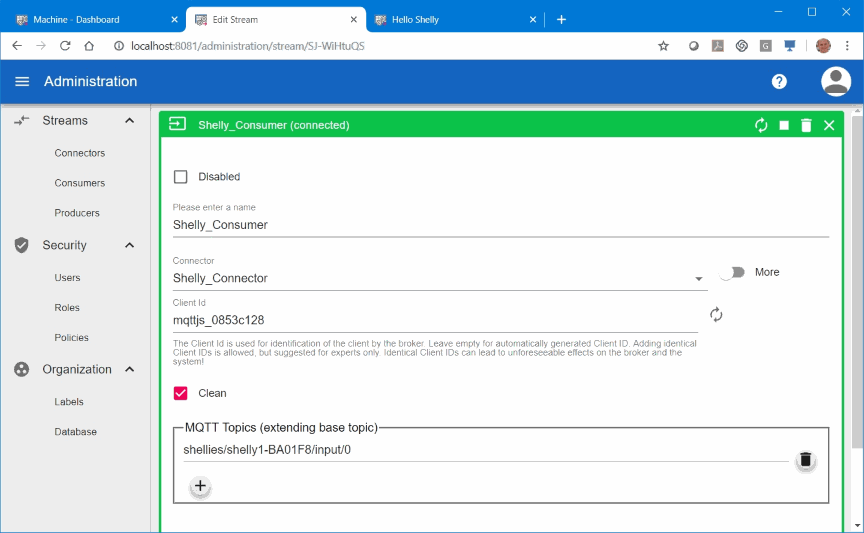 Machine - Dashboard
Edit Stream
Hello Shelly
localhost:8081/administration/stream/SJ-WiHtuQS
Administration
Streams
Connectors
Consumers
Producers
Security
Users
Roles
Policies
Organization
Labels
Database
Shelly_Consumer (connected)
Disabled
Please enter a name
Shelly_Consumer
Connector
Shelly_Connector
More
Client Id
mqttjs_0853c128
The Client Id is used for identification of the client by the broker. Leave empty for automatically generated Client ID. Adding identical
Client IDs is allowed, but suggested for experts only. Identical Client IDs can lead to unforeseeable effects on the broker and the
system!
Clean
MQTT Topics (extending base topic)
shellies/shelly1-BA01F8/input/0